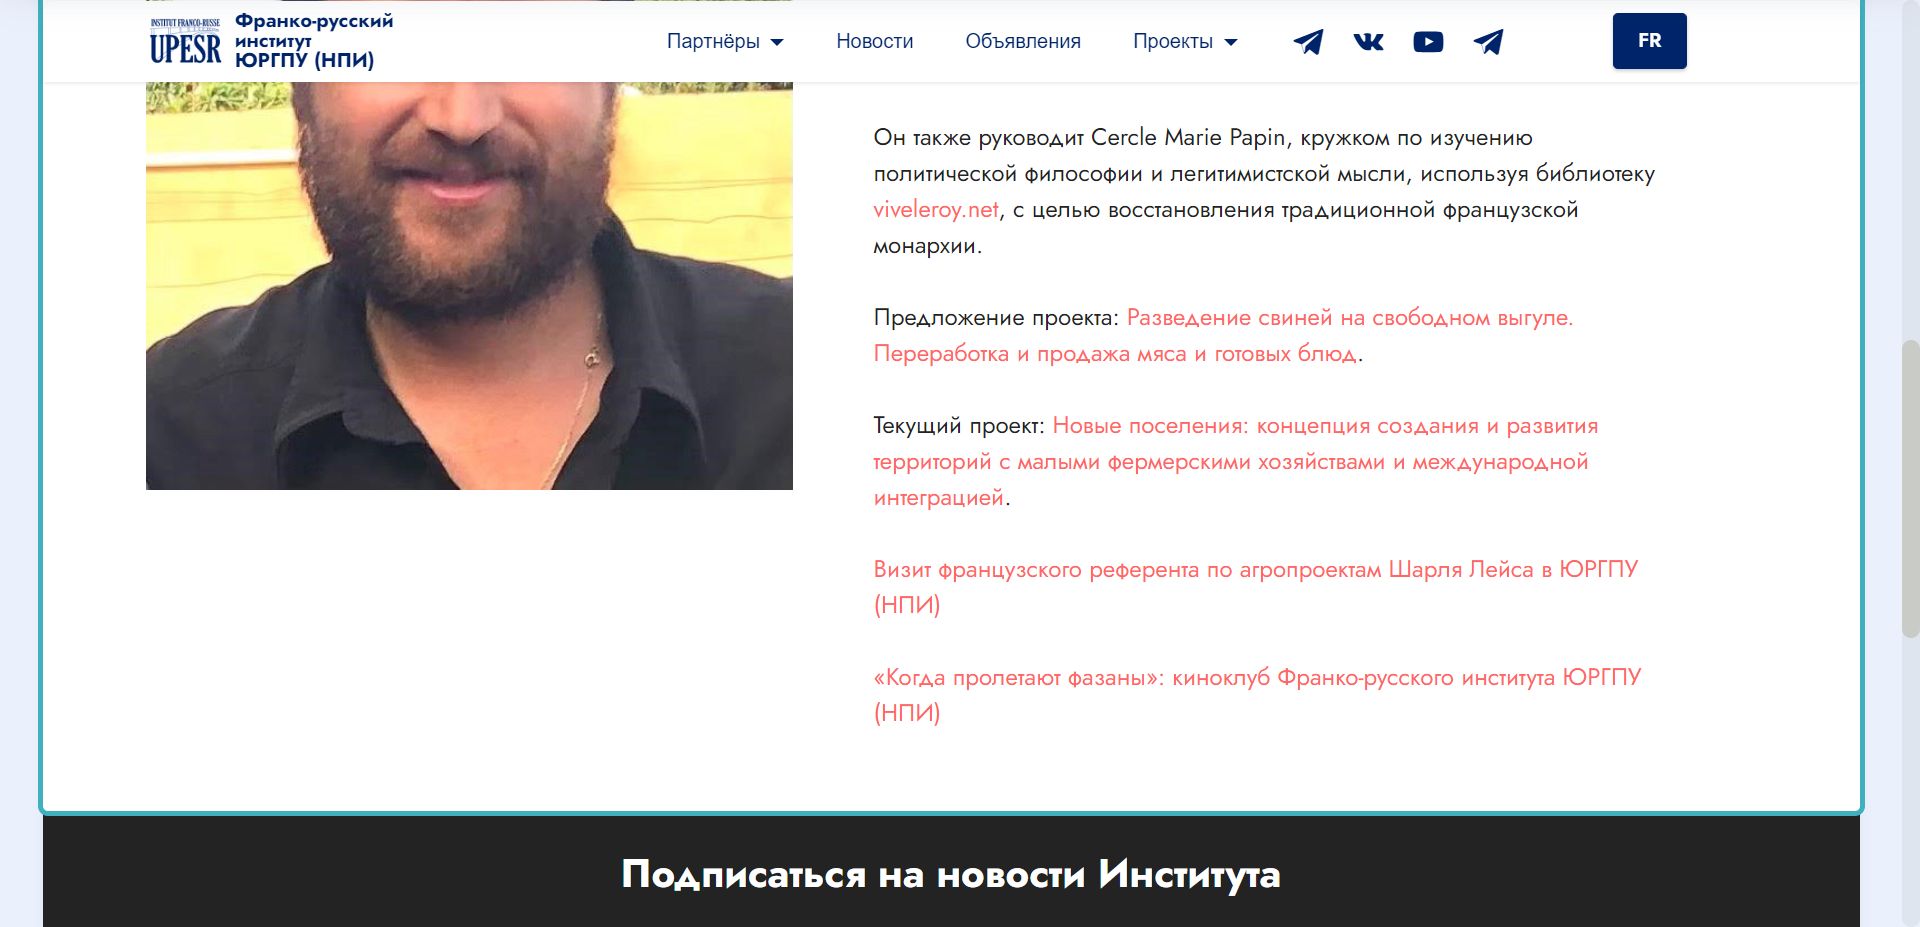 INSTITUT FRANCO-RUSSE
UPESR
Франко-русский
институт
ЮРГПУ (НПИ)
Партнёры
Новости
Объявления
Проекты
FR
Он также руководит Cercle Marie Papin, кружком по изучению
политической философии и легитимистской мысли, используя библиотеку
viveleroy.net, с целью восстановления традиционной французской
монархии.
Предложение проекта: Разведение свиней на свободном выгуле.
Переработка и продажа мяса и готовых блюд.
Текущий проект: Новые поселения: концепция создания и развития
территорий с малыми фермерскими хозяйствами и международной
интеграцией.
Визит французского референта по агропроектам Шарля Лейса в ЮРГПУ
(НПИ)
«Когда пролетают фазаны»: киноклуб Франко-русского института ЮРГПУ
(НПИ)
Подписаться на новости Института